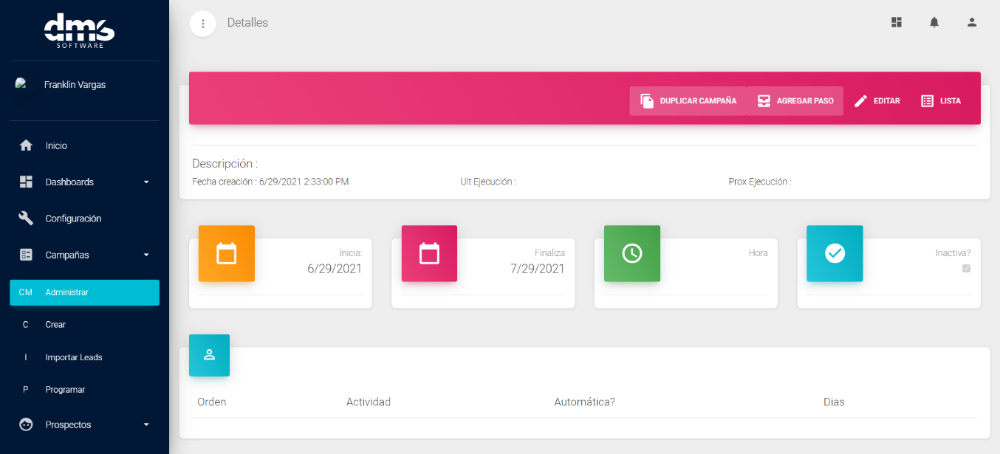 dms
SOFTWARE
Franklin Vargas
Inicio
Dashboards
Configuración
Campañas
CM Administrar
C Crear
I Importar Leads
P Programar
Prospectos
Detalles
DUPLICAR CAMPAÑA AGREGAR PASO EDITAR LISTA
Descripción :
Fecha creación : 6/29/2021 2:33:00 PM Ult Ejecución : Prox Ejecución :
Inicia:
6/29/2021
Finaliza
7/29/2021
Hora
Inactiva?
Orden Actividad Automática? Dias